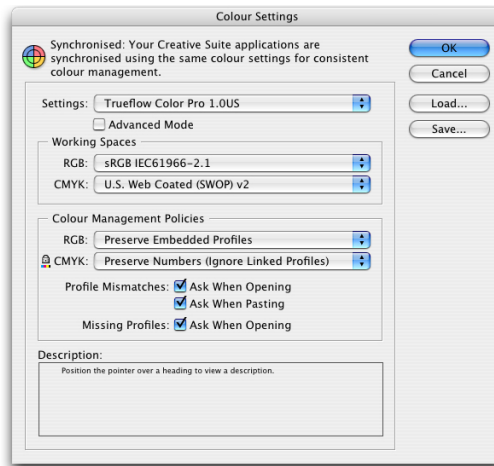 Colour Settings
Synchronised: Your Creative Suite applications are
synchronised using the same colour settings for consistent
colour management.
OK
Cancel
Load...
Save...
Settings: Trueflow Color Pro 1.0US
Advanced Mode
Working Spaces
RGB: sRGB IEC61966-2.1
CMYK: U.S. Web Coated (SWOP) v2
Colour Management Policies
RGB: Preserve Embedded Profiles
CMYK: Preserve Numbers (Ignore Linked Profiles)
Profile Mismatches: Ask When Opening
Ask When Pasting
Missing Profiles: Ask When Opening
Description:
Position the pointer over a heading to view a description.